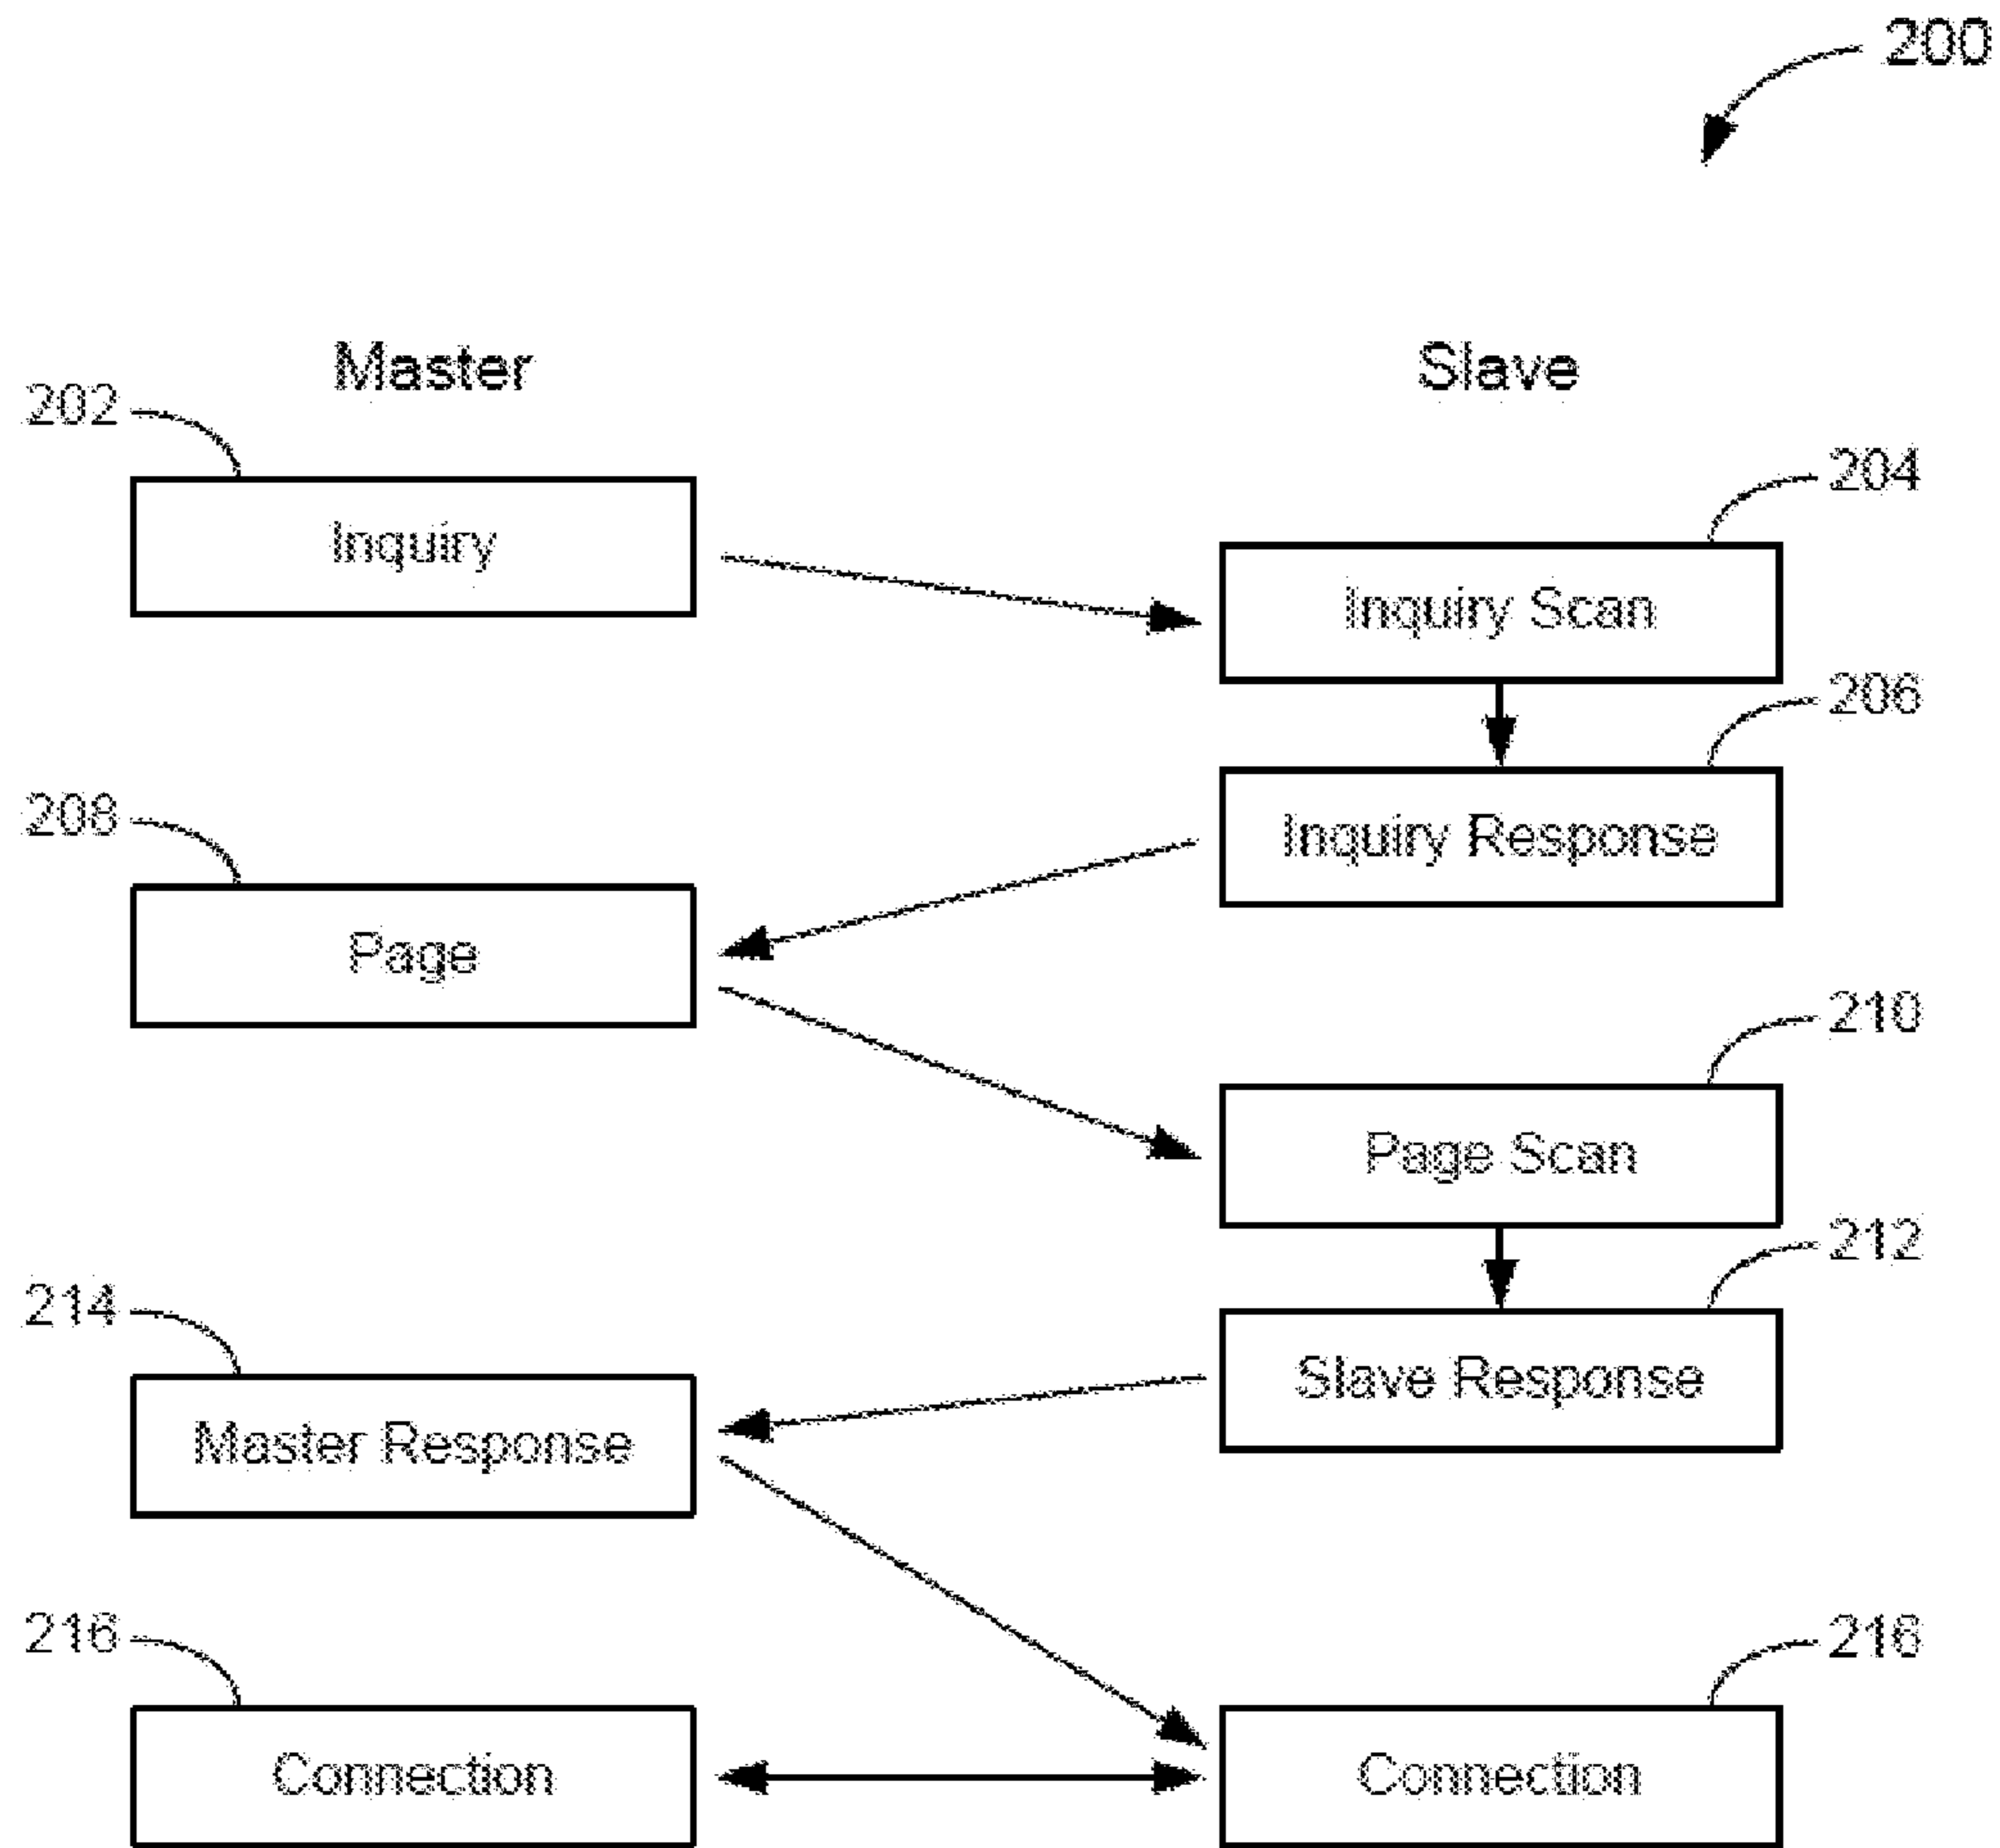 200
Master
Slave
202
204
Inquiry
Inquiry Scan
206
208
Inquiry Response
Page
210
Page Scan
212
214
Slave Response
Master Response
216
216
Connection
Connection